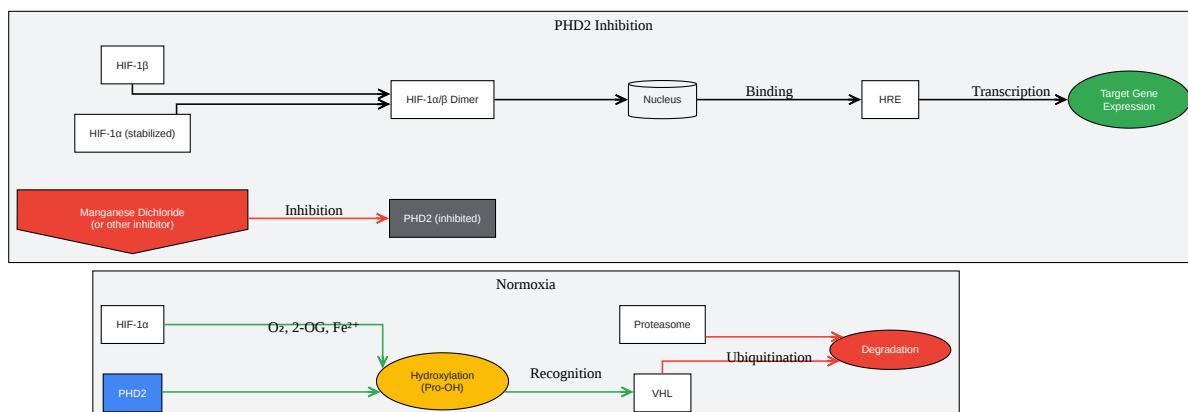 PHD2 Inhibition
HIF-1β
HIF-1α (stabilized)
HIF-1α/β Dimer
Nucleus
Binding
HRE
Transcription
Target Gene
Expression
Manganese Dichloride
(or other inhibitor)
Inhibition
PHD2 (inhibited)
Normoxia
HIF-1α
O₂, 2-OG, Fe²⁺
PHD2
Hydroxylation
(Pro-OH)
Recognition
Proteasome
VHL
Ubiquitination
Degradation